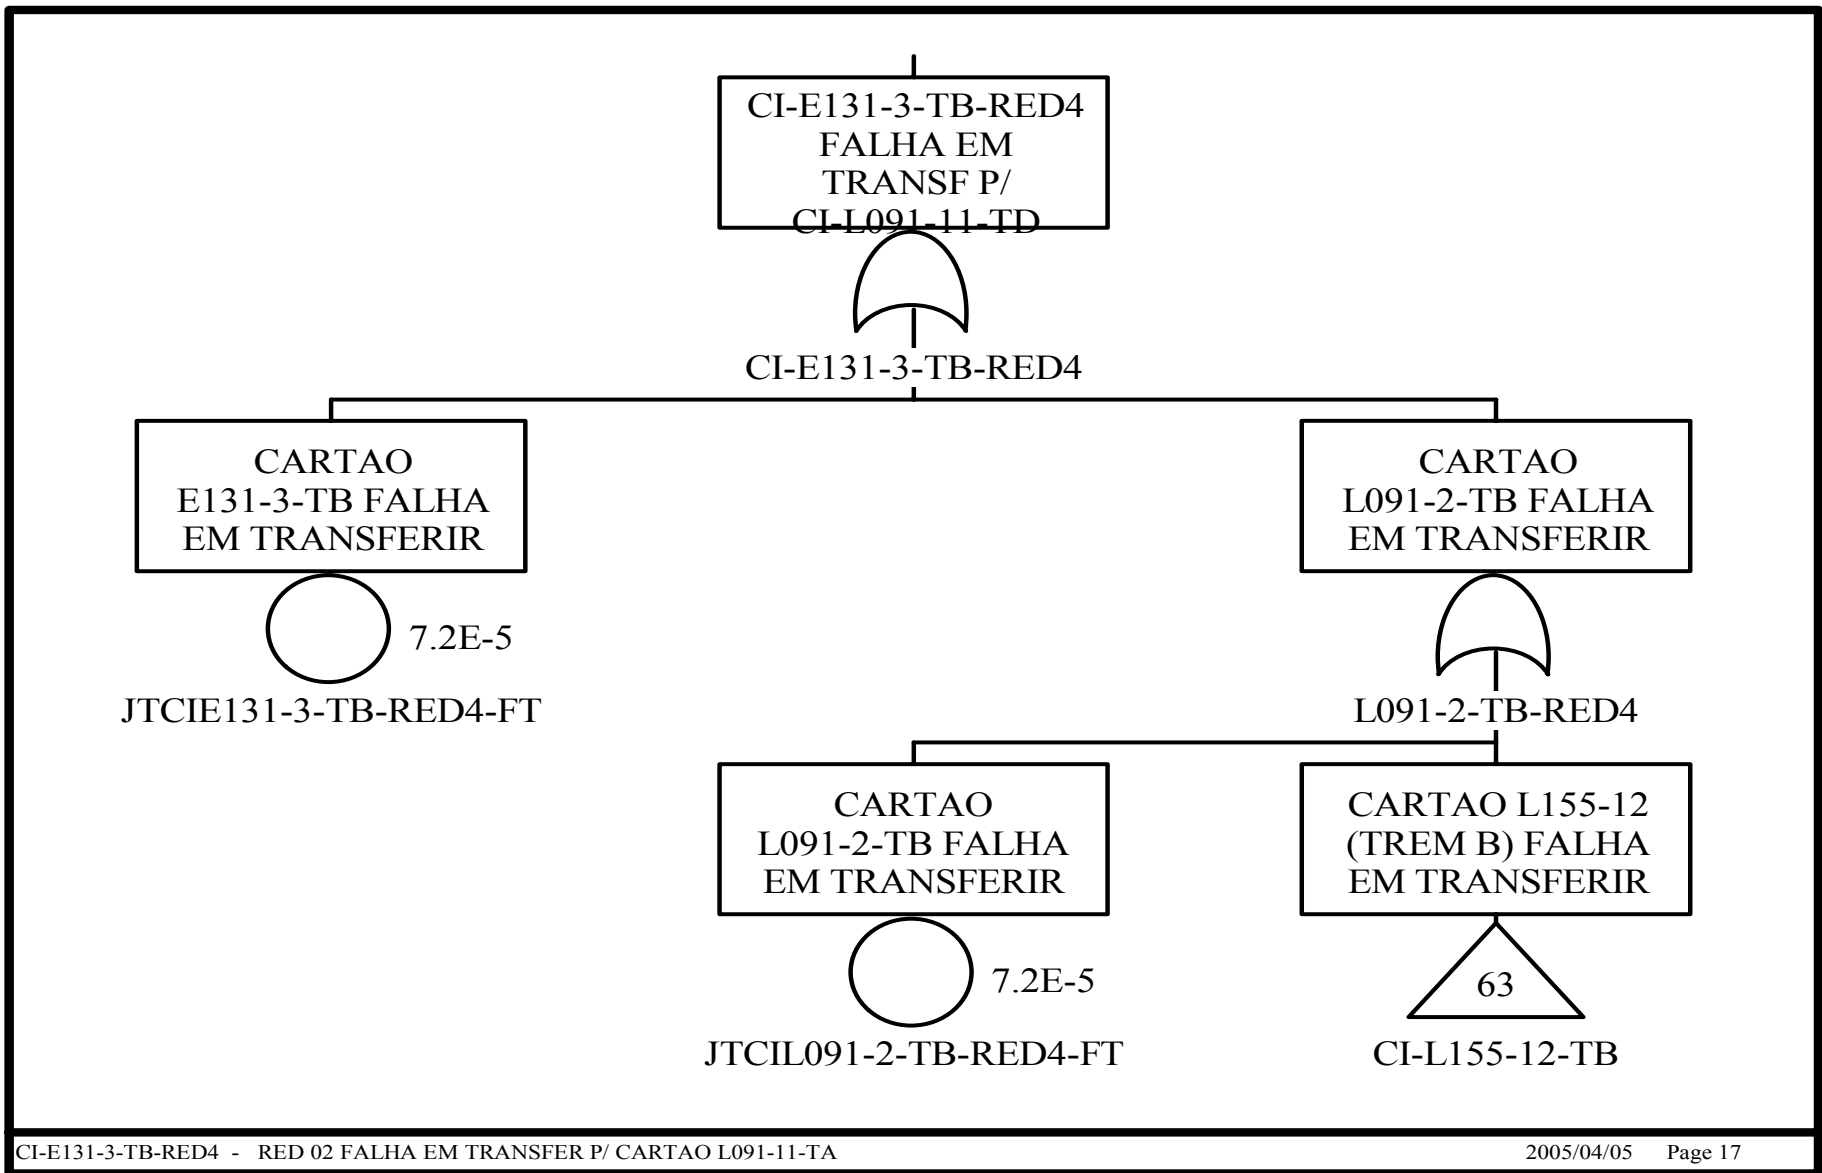 CI-E131-3-TB-RED4
FALHA EM
TRANSF P/
CI-L091-11-TD
CI-E131-3-TB-RED4
CARTAO
E131-3-TB FALHA
EM TRANSFERIR
7.2E-5
JTCIE131-3-TB-RED4-FT
CARTAO
L091-2-TB FALHA
EM TRANSFERIR
L091-2-TB-RED4
CARTAO
L091-2-TB FALHA
EM TRANSFERIR
7.2E-5
JTCIL091-2-TB-RED4-FT
CARTAO L155-12
(TREM B) FALHA
EM TRANSFERIR
63
CI-L155-12-TB
CI-E131-3-TB-RED4 - RED 02 FALHA EM TRANSFER P/ CARTAO L091-11-TA
2005/04/05 Page 17